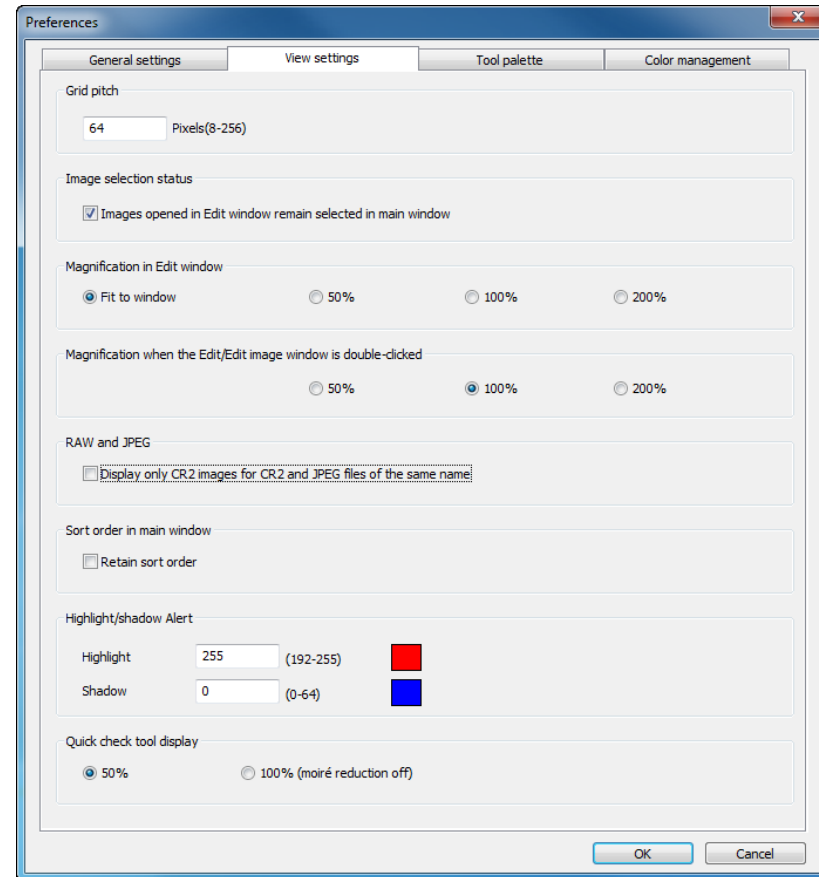 Preferences
General settings View settings Tool palette Color management
Grid pitch
64 Pixels(8-256)
Image selection status
Images opened in Edit window remain selected in main window
Magnification in Edit window
Fit to window 50% 100% 200%
Magnification when the Edit/Edit image window is double-clicked
50% 100% 200%
RAW and JPEG
Display only CR2 images for CR2 and JPEG files of the same name
Sort order in main window
Retain sort order
Highlight/shadow Alert
Highlight 255 (192-255)
Shadow 0 (0-64)
Quick check tool display
50% 100% (moiré reduction off)
OK Cancel